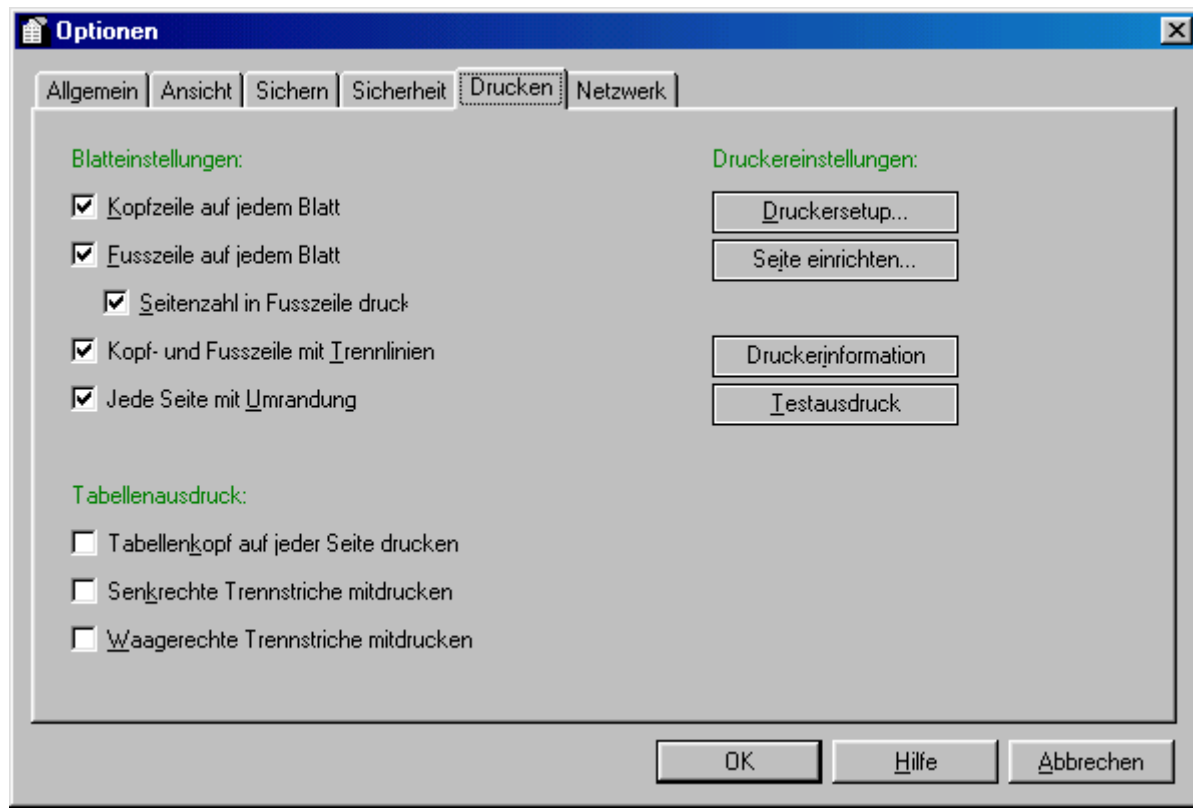 Optionen
Allgemein Ansicht Sichern Sicherheit Drucken Netzwerk
Blatteinstellungen:
Kopfzeile auf jedem Blatt
Fusszeile auf jedem Blatt
Seitenzahl in Fusszeile druck
Kopf- und Fusszeile mit Trennlinien
Jede Seite mit Umrandung
Druckereinstellungen:
Druckersetup...
Seite einrichten...
Druckerinformation
Testausdruck
Tabellenausdruck:
Tabellenkopf auf jeder Seite drucken
Senkrechte Trennstriche mitdrucken
Waagerechte Trennstriche mitdrucken
OK Hilfe Abbrechen